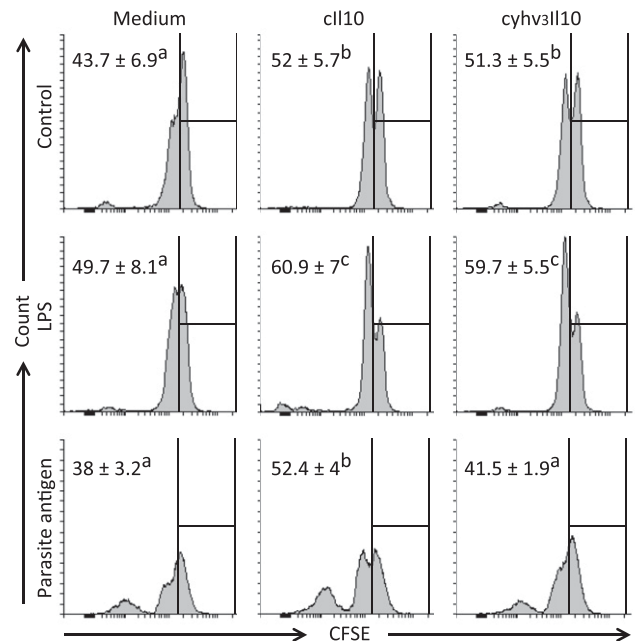 Medium cIl10 cyhv3Il10
Control
43.7 ± 6.9a 52 ± 5.7b 51.3 ± 5.5b
Count
LPS
49.7 ± 8.1a 60.9 ± 7c 59.7 ± 5.5c
Parasite antigen
38 ± 3.2a 52.4 ± 4b 41.5 ± 1.9a
CFSE